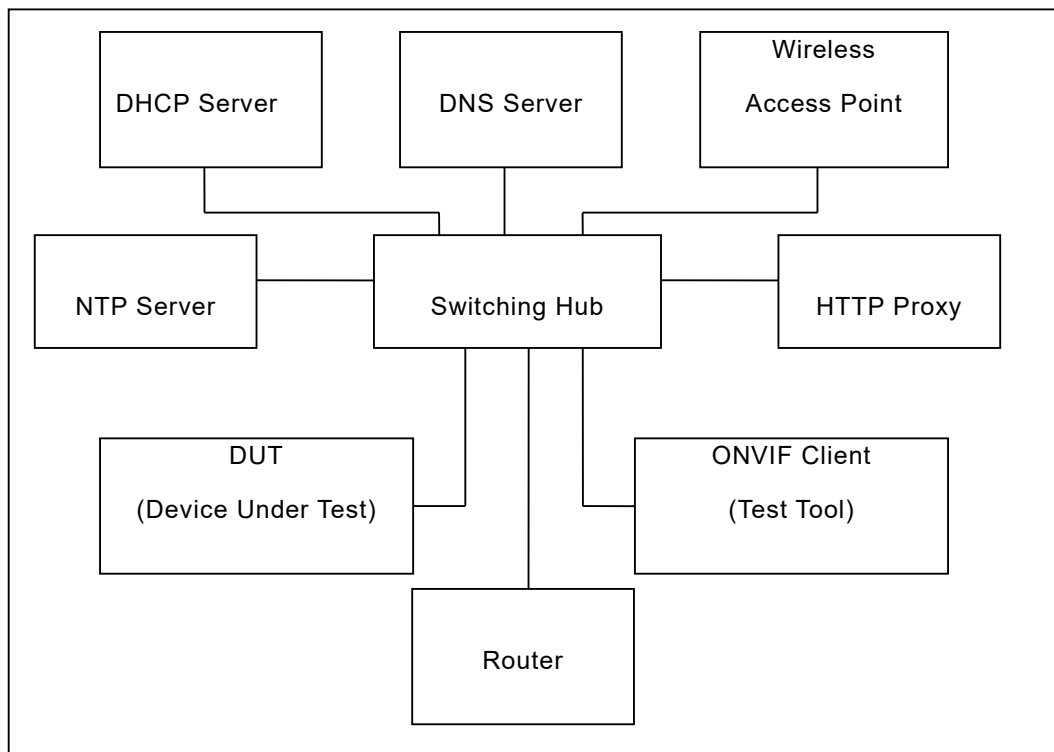 DHCP Server
DNS Server
Wireless
Access Point
NTP Server
Switching Hub
HTTP Proxy
DUT
(Device Under Test)
ONVIF Client
(Test Tool)
Router